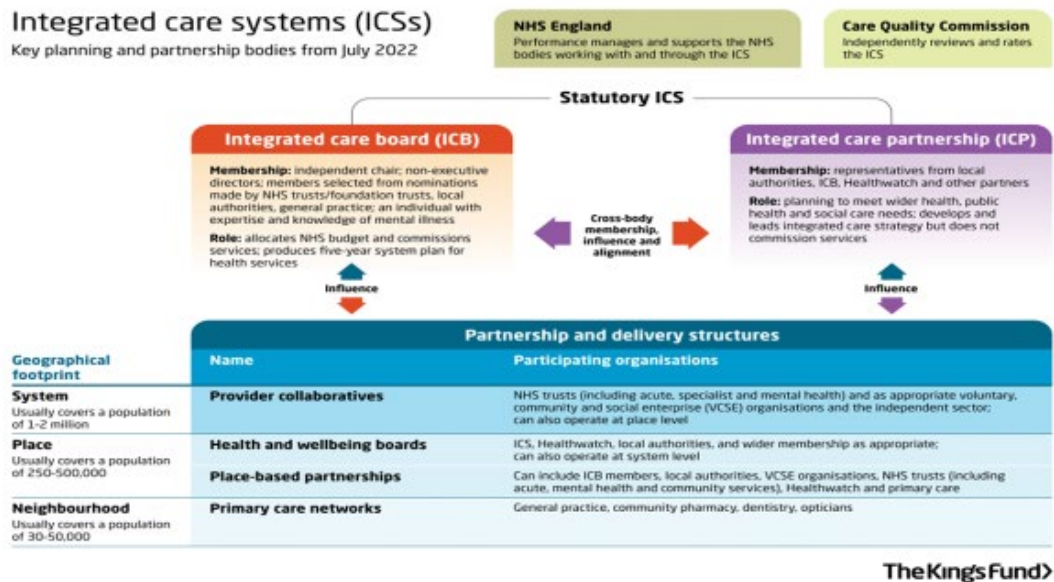 Integrated care systems (ICSs)
Key planning and partnership bodies from July 2022
NHS England
Performance manages and supports the NHS
bodies working with and through the ICS
Care Quality Commission
Independently reviews and rates
the ICS
Statutory ICS
Integrated care board (ICB)
Membership: independent chair; non-executive
directors; members selected from nominations
made by NHS trusts/foundation trusts, local
authorities, general practice; an individual with
expertise and knowledge of mental illness
Role: allocates NHS budget and commissions
services; produces five-year system plan for
health services
Cross-body
membership,
influence and
alignment
Integrated care partnership (ICP)
Membership: representatives from local
authorities, ICB, Healthwatch and other partners
Role: planning to meet wider health, public
health and social care needs; develops and
leads integrated care strategy but does not
commission services
Influence
Influence
Partnership and delivery structures
Geographical
footprint
Name
Participating organisations
System
Usually covers a population
of 1–2 million
Provider collaboratives
NHS trusts (including acute, specialist and mental health) and as appropriate voluntary,
community and social enterprise (VCSE) organisations and the independent sector;
can also operate at place level
Place
Usually covers a population
of 250-500,000
Health and wellbeing boards
ICS, Healthwatch, local authorities, and wider membership as appropriate;
can also operate at system level
Place-based partnerships
Can include ICB members, local authorities, VCSE organisations, NHS trusts (including
acute, mental health and community services), Healthwatch and primary care
Neighbourhood
Usually covers a population
of 30-50,000
Primary care networks
General practice, community pharmacy, dentistry, opticians
The King's Fund>